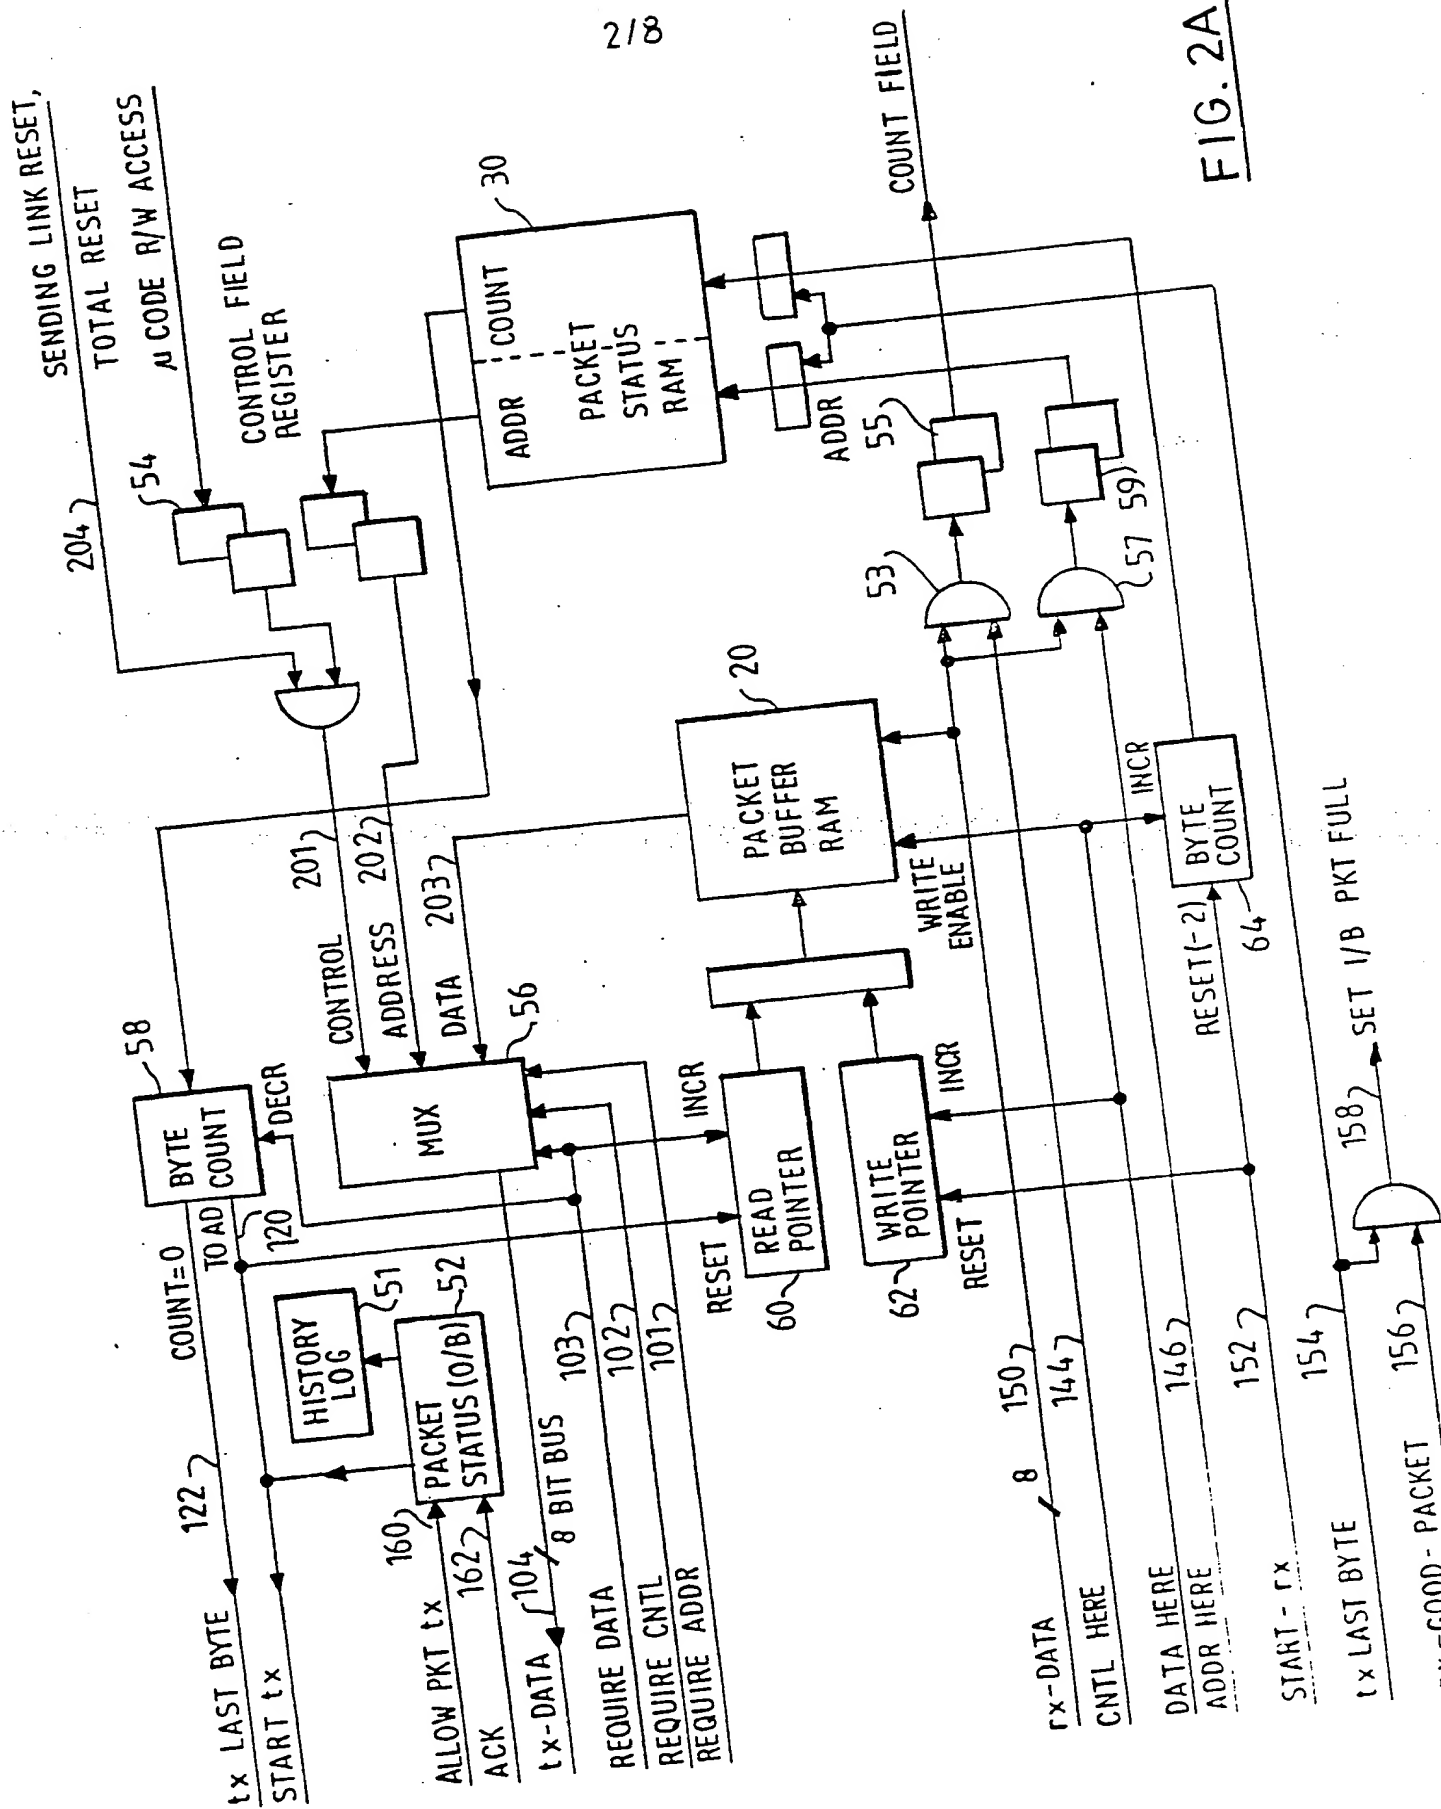 2/8
SENDING LINK RESET,
TOTAL RESET
μ CODE R/W ACCESS
204
54
CONTROL FIELD
REGISTER
30
ADDR
COUNT
PACKET
STATUS
RAM
ADDR
COUNT FIELD
55
53
59
57
FIG. 2A
58
BYTE
COUNT
DECR
COUNT=0
TO AD
120
122
201
202
203
CONTROL
ADDRESS
DATA
56
MUX
20
PACKET
BUFFER
RAM
WRITE
ENABLE
INCR
BYTE
COUNT
RESET(-2)
64
HISTORY
LOG
51
PACKET
STATUS (O/B)
52
160
162
READ
POINTER
60
RESET
INCR
WRITE
POINTER
62
RESET
INCR
tx LAST BYTE
START tx
ALLOW PKT tx
ACK
tx-DATA
104
8 BIT BUS
REQUIRE DATA
103
REQUIRE CNTL
102
REQUIRE ADDR
101
rx-DATA
8
150
CNTL HERE
144
DATA HERE
146
ADDR HERE
START-rx
152
tx LAST BYTE
154
156
158
SET I/B PKT FULL
GOOD-PACKET